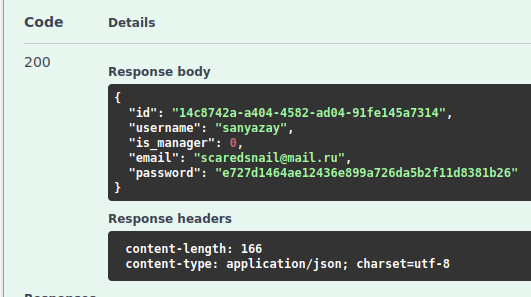 Code Details
200
Response body
{
"id": "14c8742a-a404-4582-ad04-91fe145a7314",
"username": "sanyazay",
"is_manager": 0,
"email": "scaredsnail@mail.ru",
"password": "e727d1464ae12436e899a726da5b2f11d8381b26"
}
Response headers
content-length: 166
content-type: application/json; charset=utf-8
Responses